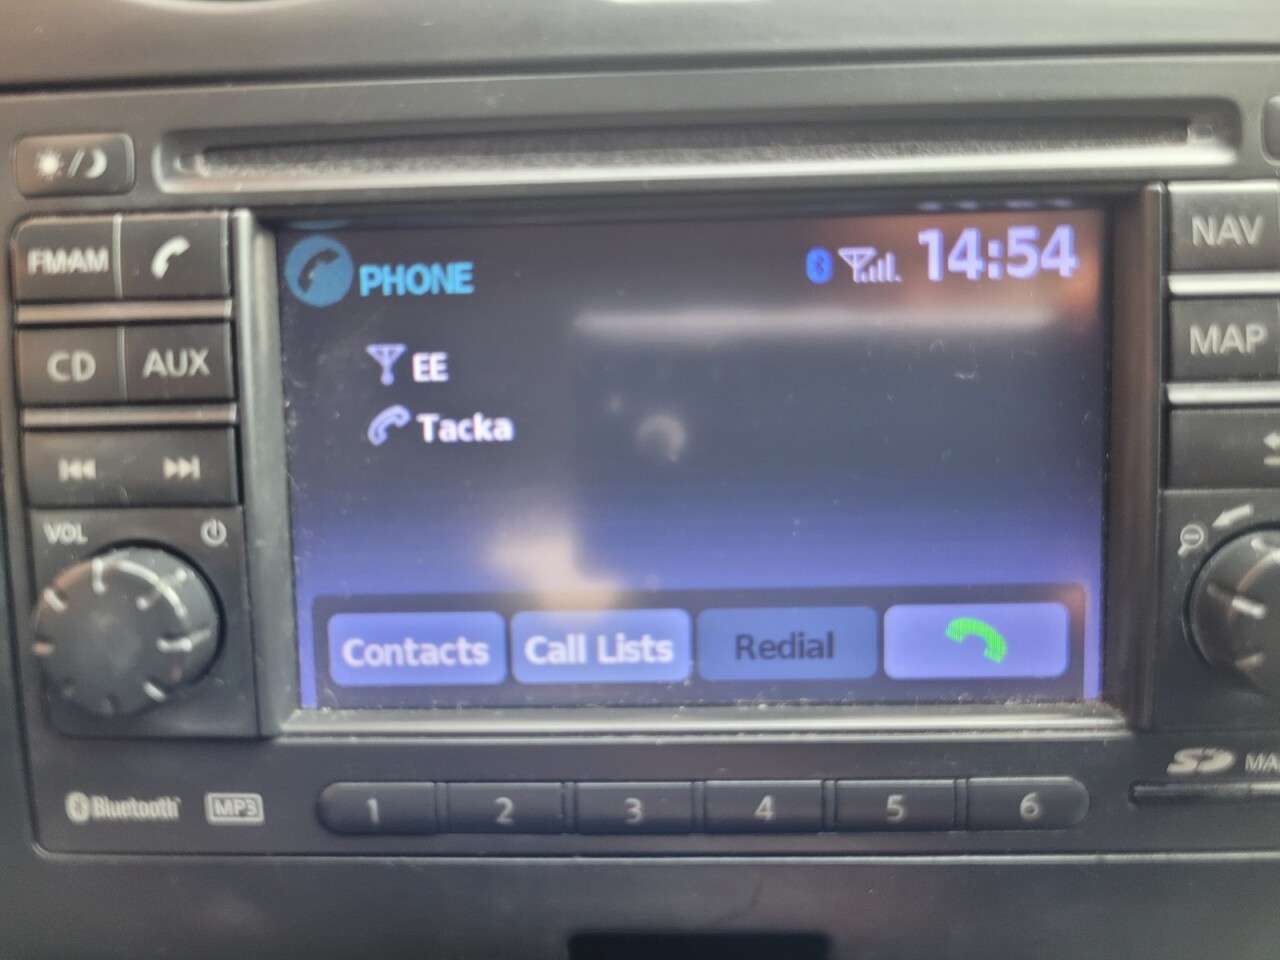 FM·AM
CD
AUX
VOL
PHONE
14:54
EE
Tacka
Contacts
Call Lists
Redial
NAV
MAP
Bluetooth
MP3
1
2
3
4
5
6
SD